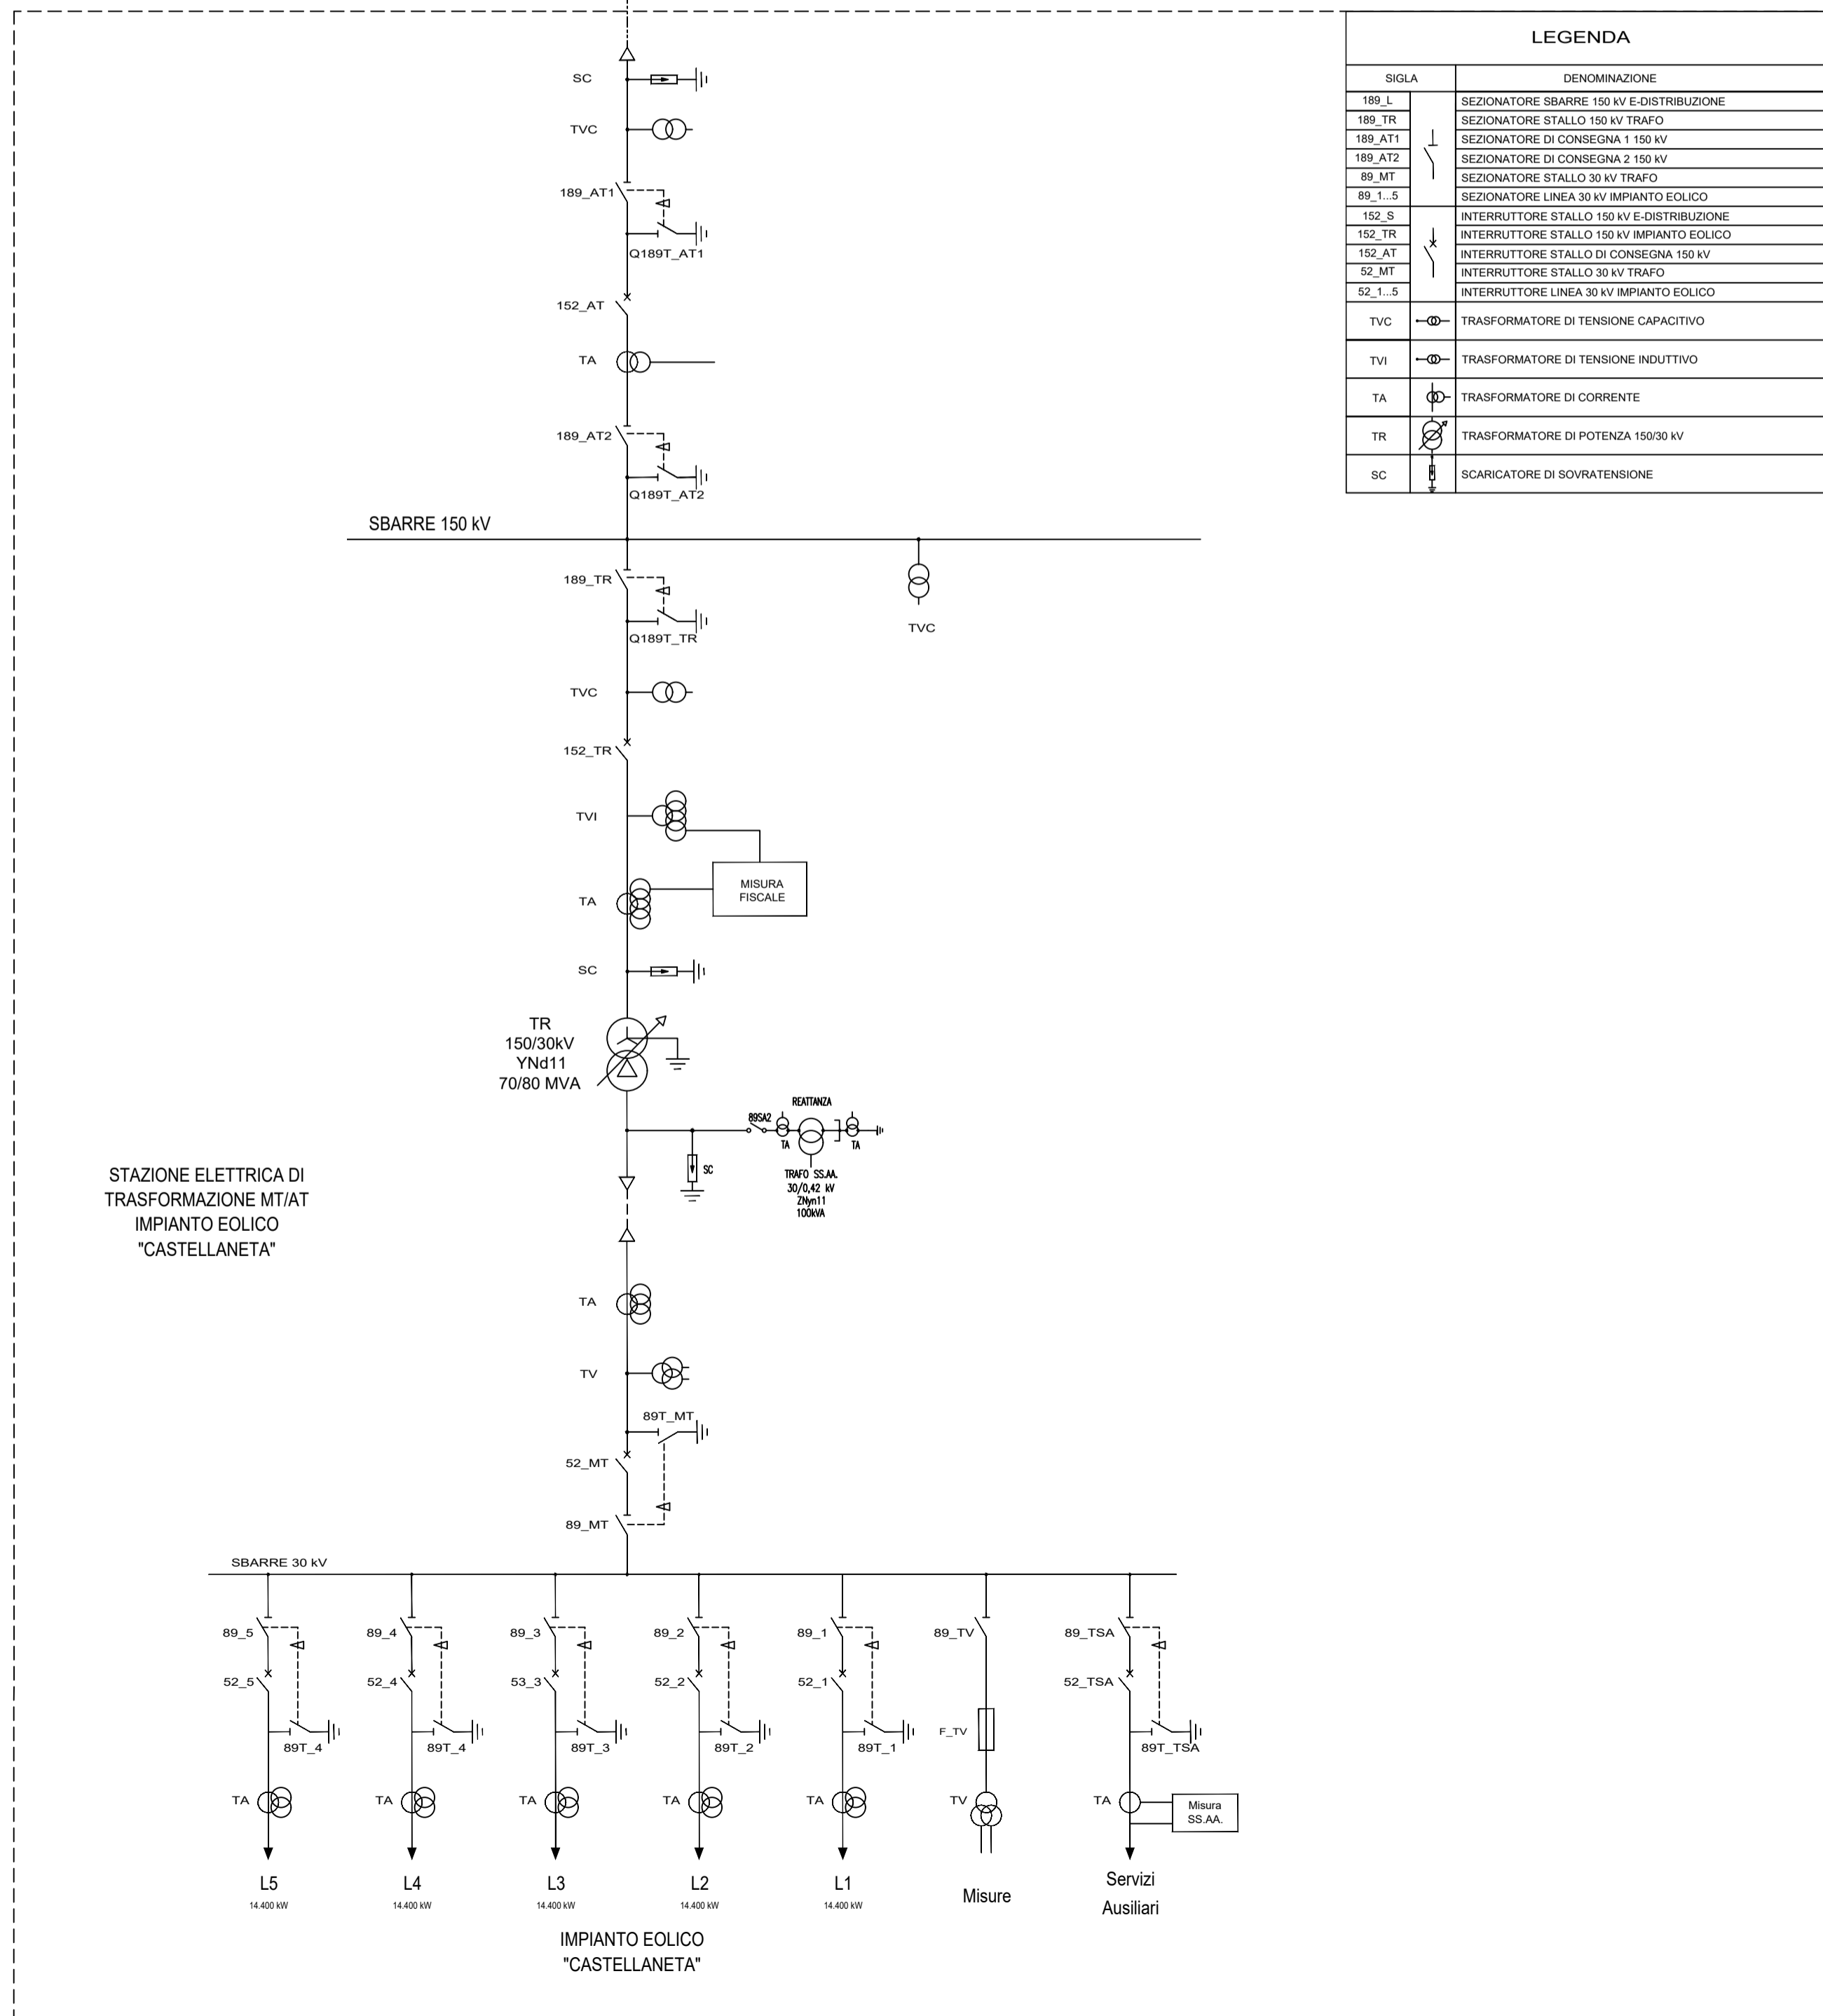 LEGENDA
SIGLA DENOMINAZIONE
189_L SEZIONATORE SBARRE 150 kV E-DISTRIBUZIONE
189_TR SEZIONATORE STALLO 150 kV TRAFO
189_AT1 SEZIONATORE DI CONSEGNA 1 150 kV
189_AT2 SEZIONATORE DI CONSEGNA 2 150 kV
89_MT SEZIONATORE STALLO 30 kV TRAFO
89_1...5 SEZIONATORE LINEA 30 kV IMPIANTO EOLICO
152_S INTERRUTTORE STALLO 150 kV E-DISTRIBUZIONE
152_TR INTERRUTTORE STALLO 150 kV IMPIANTO EOLICO
152_AT INTERRUTTORE STALLO DI CONSEGNA 150 kV
52_MT INTERRUTTORE STALLO 30 kV TRAFO
52_1...5 INTERRUTTORE LINEA 30 kV IMPIANTO EOLICO
TVC TRASFORMATORE DI TENSIONE CAPACITIVO
TVI TRASFORMATORE DI TENSIONE INDUTTIVO
TA TRASFORMATORE DI CORRENTE
TR TRASFORMATORE DI POTENZA 150/30 kV
SC SCARICATORE DI SOVRATENSIONE
SC
TVC
189_AT1
Q189T_AT1
152_AT
TA
189_AT2
Q189T_AT2
SBARRE 150 kV
189_TR
Q189T_TR
TVC
TVC
152_TR
TVI
MISURA
FISCALE
TA
SC
TR
150/30kV
YNd11
70/80 MVA
REATTANZA
89SA2
TA TA
SC
TRAFO SS.AA.
30/0,42 kV
ZNyn11
100kVA
STAZIONE ELETTRICA DI
TRASFORMAZIONE MT/AT
IMPIANTO EOLICO
"CASTELLANETA"
TA
TV
89T_MT
52_MT
89_MT
SBARRE 30 kV
89_5 89_4 89_3 89_2 89_1 89_TV 89_TSA
52_5 52_4 53_3 52_2 52_1 52_TSA
F_TV
89T_4 89T_4 89T_3 89T_2 89T_1 89T_TSA
TA TA TA TA TA TV TA
Misura
SS.AA.
L5 L4 L3 L2 L1 Misure Servizi
Ausiliari
14.400 kW 14.400 kW 14.400 kW 14.400 kW 14.400 kW
IMPIANTO EOLICO
"CASTELLANETA"